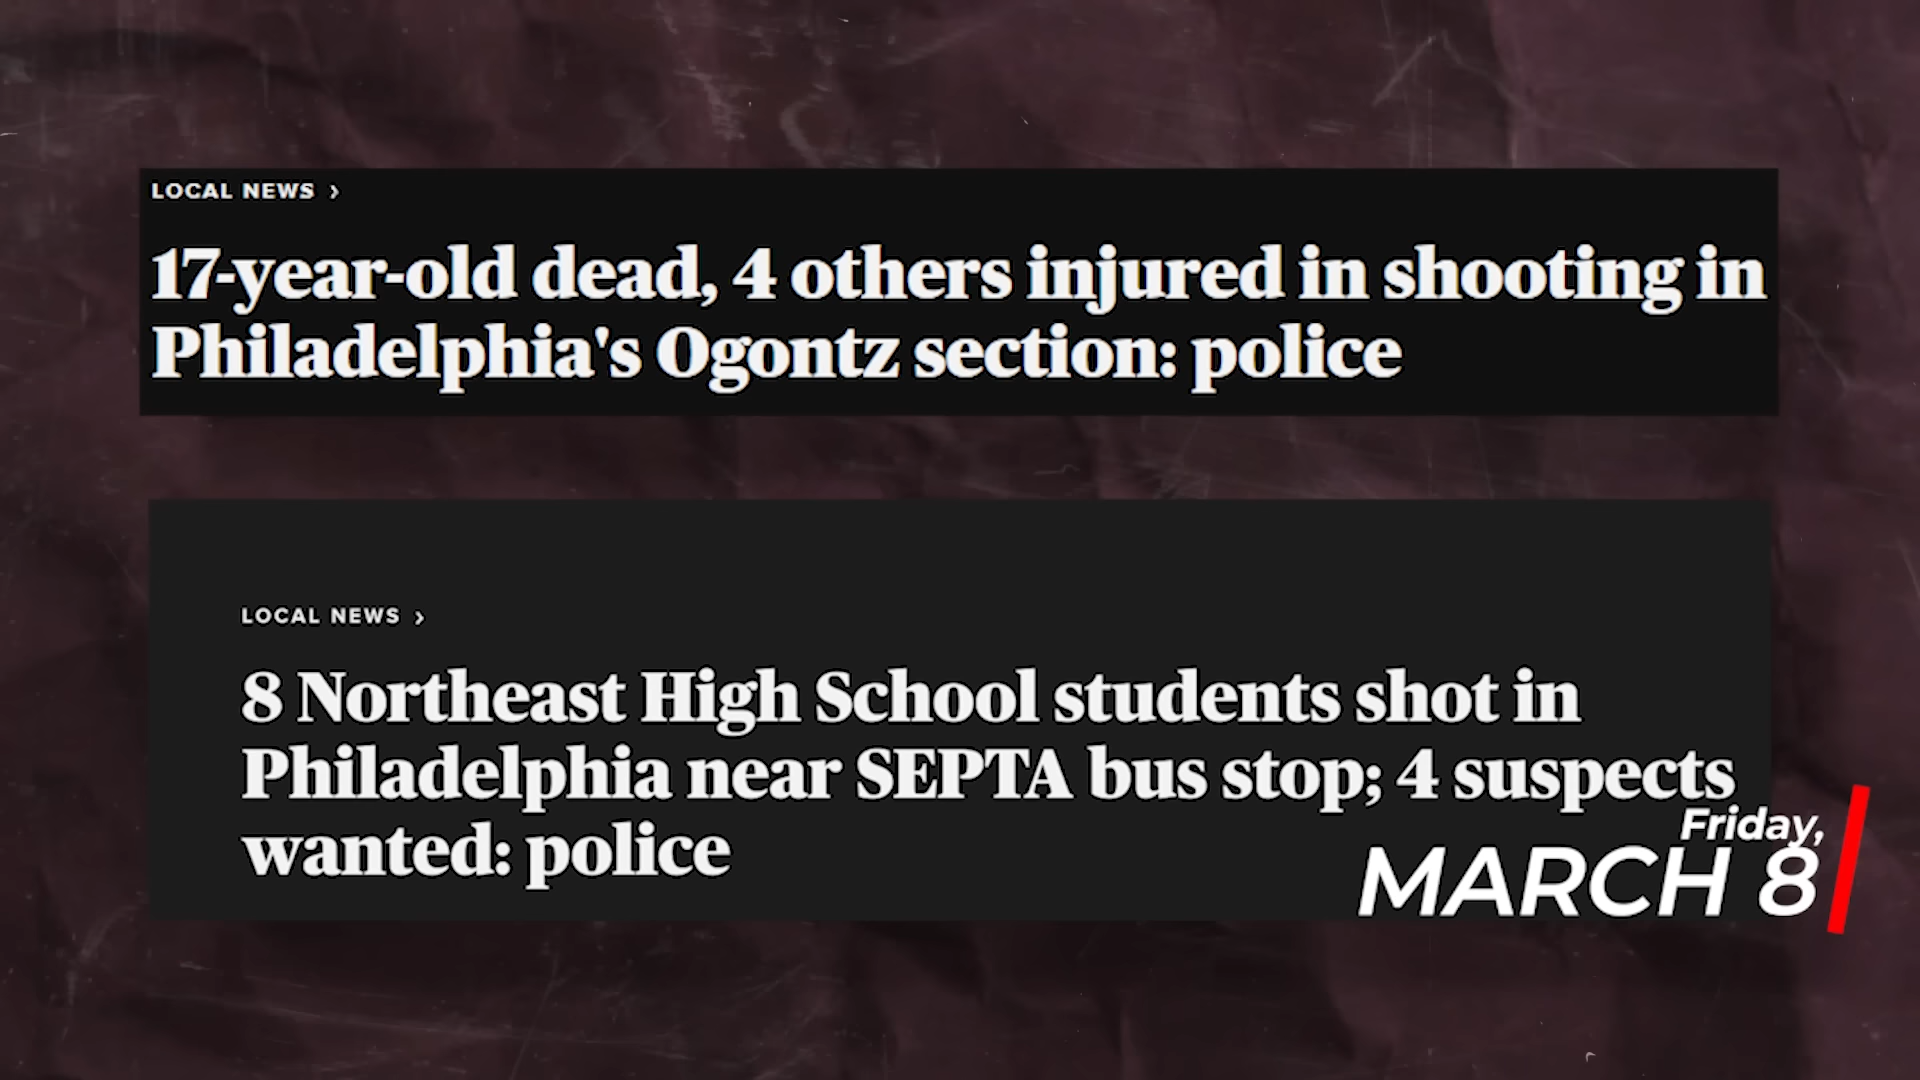 LOCAL NEWS ›
17-year-old dead, 4 others injured in shooting in
Philadelphia's Ogontz section: police
LOCAL NEWS ›
8 Northeast High School students shot in
Philadelphia near SEPTA bus stop; 4 suspects
wanted: police
Friday,
MARCH 8